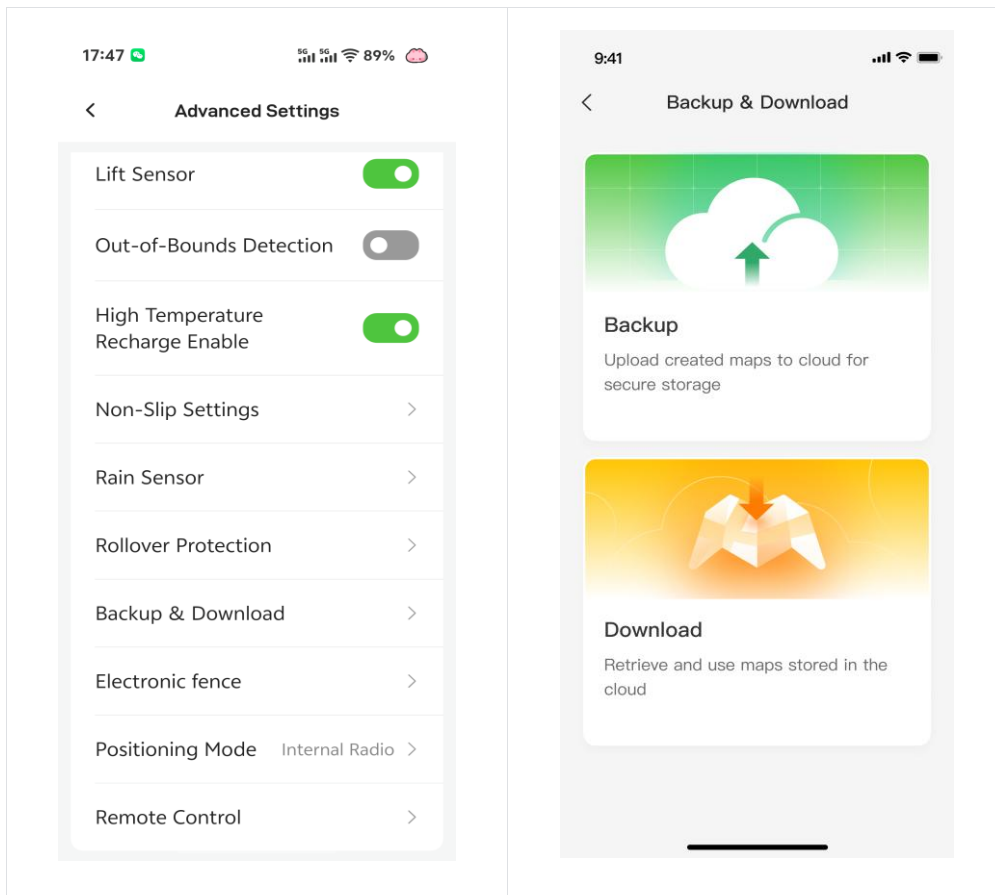 17:47
5G 5G 89%
Advanced Settings
Lift Sensor
Out-of-Bounds Detection
High Temperature
Recharge Enable
Non-Slip Settings
Rain Sensor
Rollover Protection
Backup & Download
Electronic fence
Positioning Mode Internal Radio
Remote Control
9:41
Backup & Download
Backup
Upload created maps to cloud for
secure storage
Download
Retrieve and use maps stored in the
cloud